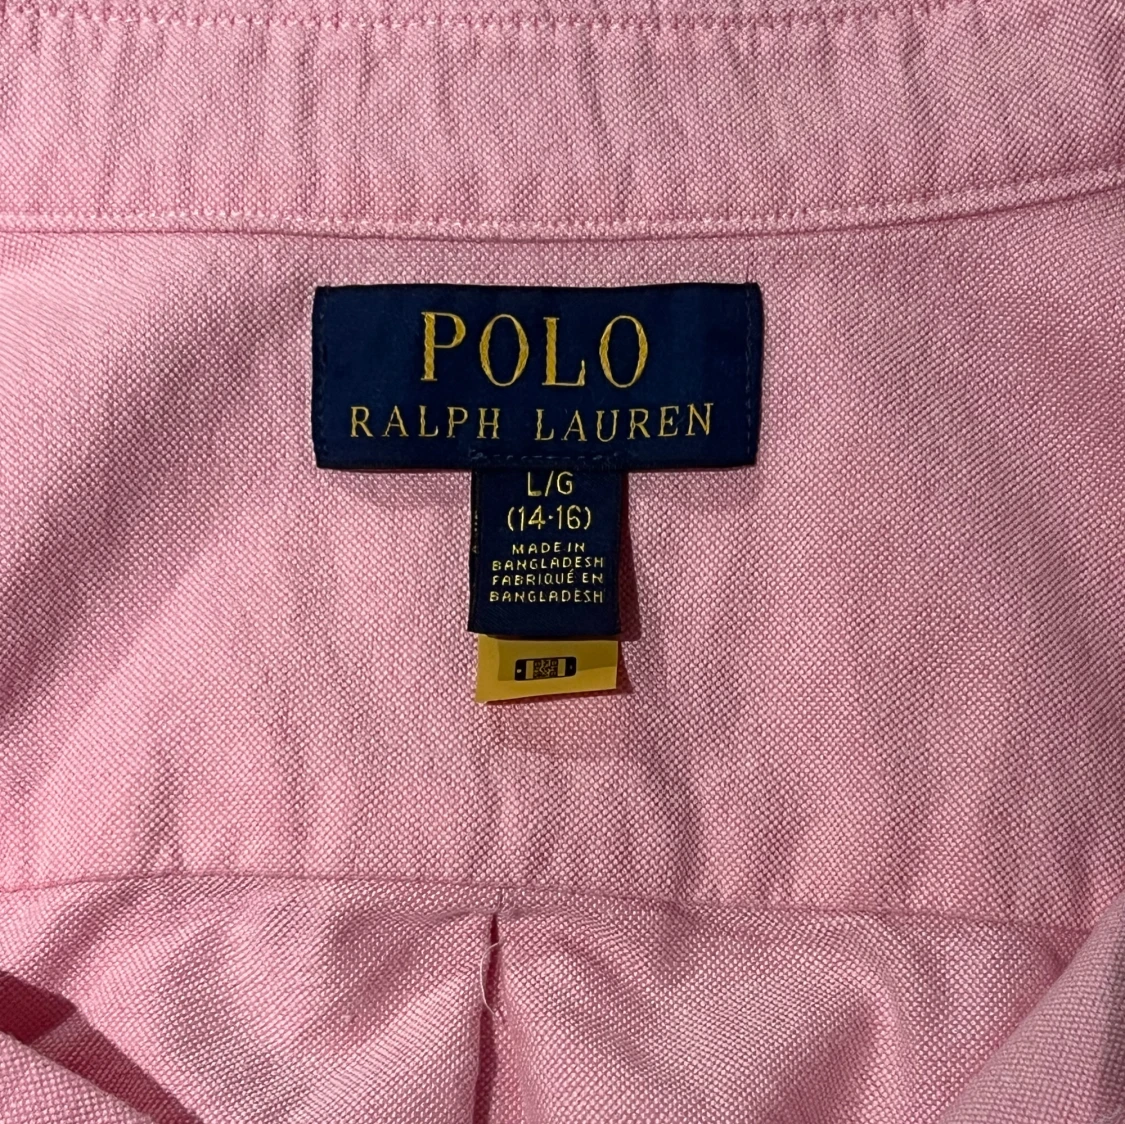 POLO
RALPH LAUREN
L/G
(14-16)
MADE IN
BANGLADESH
FABRIQUÉ EN
BANGLADESH